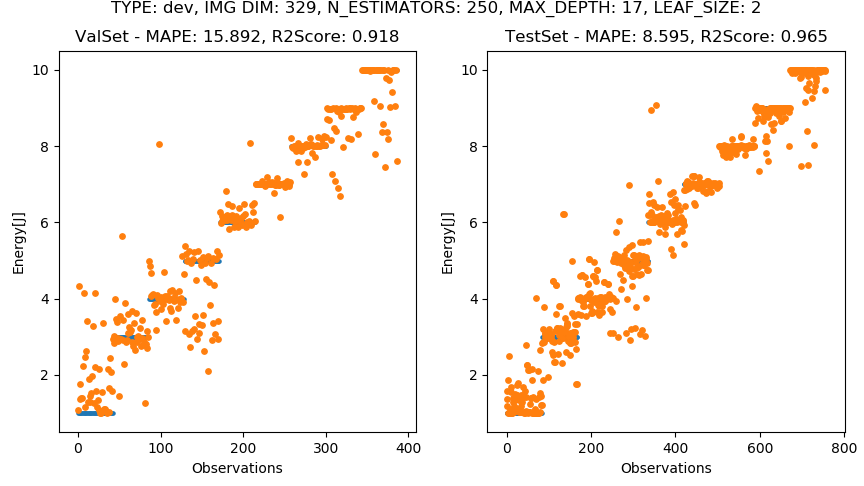 TYPE: dev, IMG DIM: 329, N_ESTIMATORS: 250, MAX_DEPTH: 17, LEAF_SIZE: 2
ValSet - MAPE: 15.892, R2Score: 0.918
10
8
6
4
2
Energy[J]
0 100 200 300 400
Observations
TestSet - MAPE: 8.595, R2Score: 0.965
10
8
6
4
2
Energy[J]
0 200 400 600 800
Observations